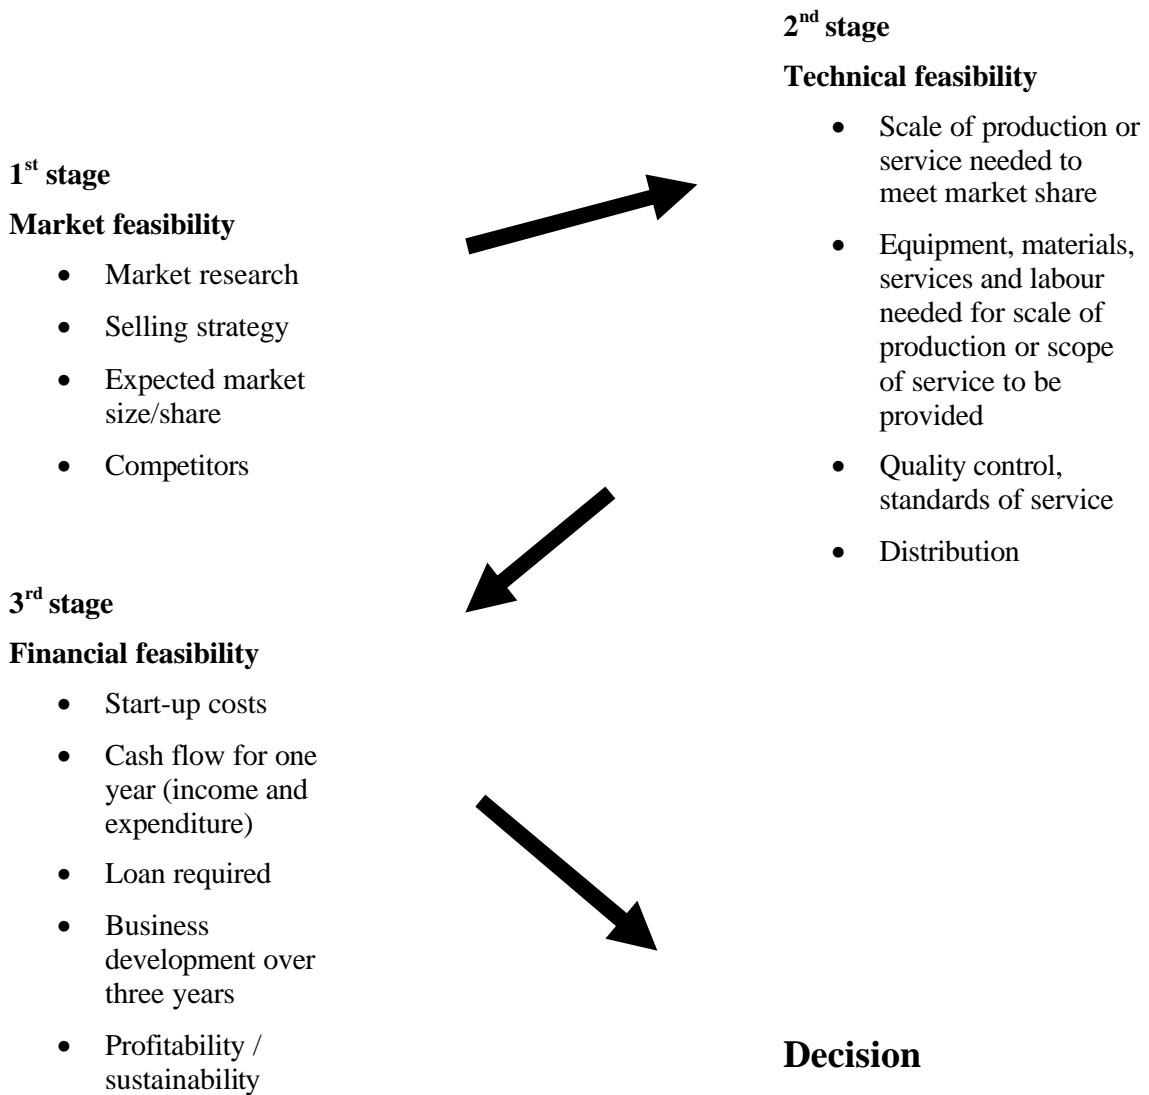 1st stage
Market feasibility
• Market research
• Selling strategy
• Expected market
size/share
• Competitors
2nd stage
Technical feasibility
• Scale of production or
service needed to
meet market share
• Equipment, materials,
services and labour
needed for scale of
production or scope
of service to be
provided
• Quality control,
standards of service
• Distribution
3rd stage
Financial feasibility
• Start-up costs
• Cash flow for one
year (income and
expenditure)
• Loan required
• Business
development over
three years
• Profitability /
sustainability
Decision